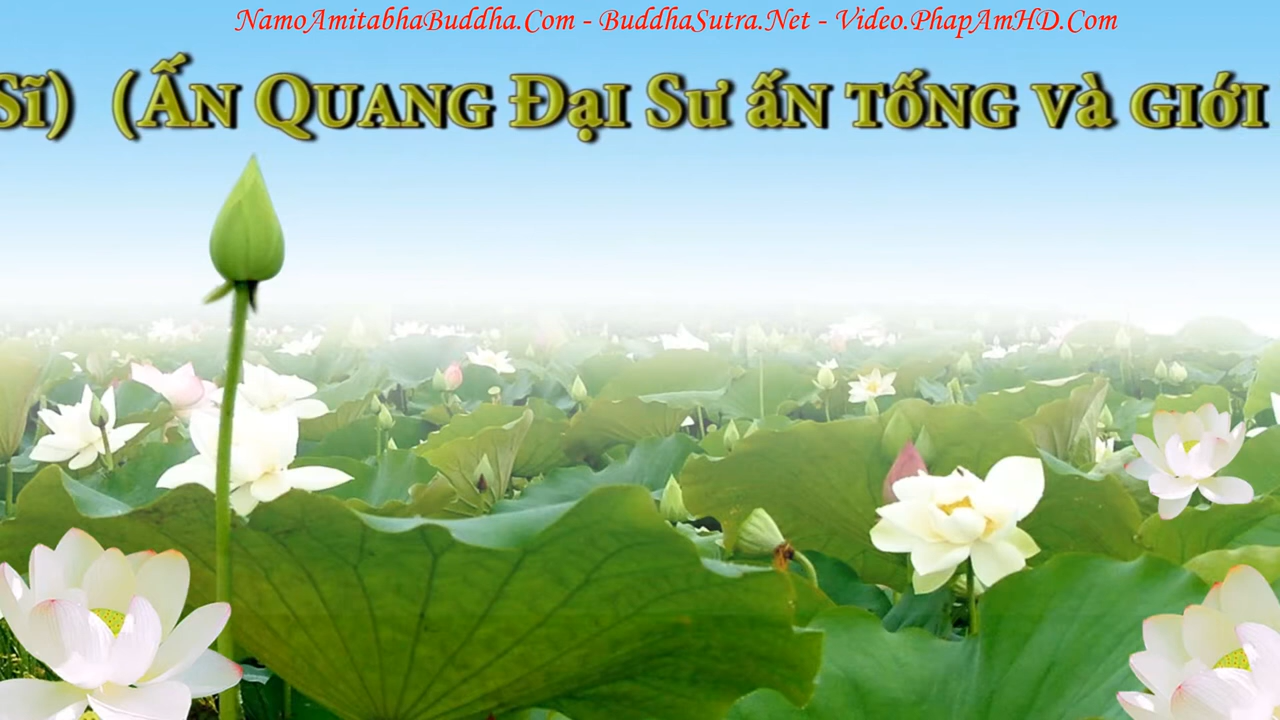 NamoAmitabhaBuddha.Com - BuddhaSutra.Net - Video.PhapAmHD.Com
Sĩ) (Ấn Quang Đại Sư ấn tống và giới